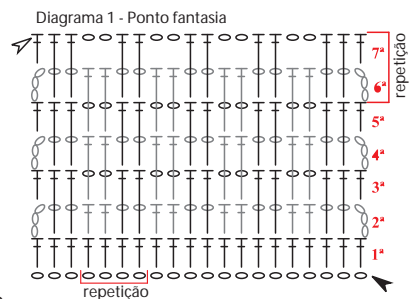 Diagrama 1 - Ponto fantasia
repetição
7ª
6ª
5ª
4ª
3ª
2ª
1ª
repetição